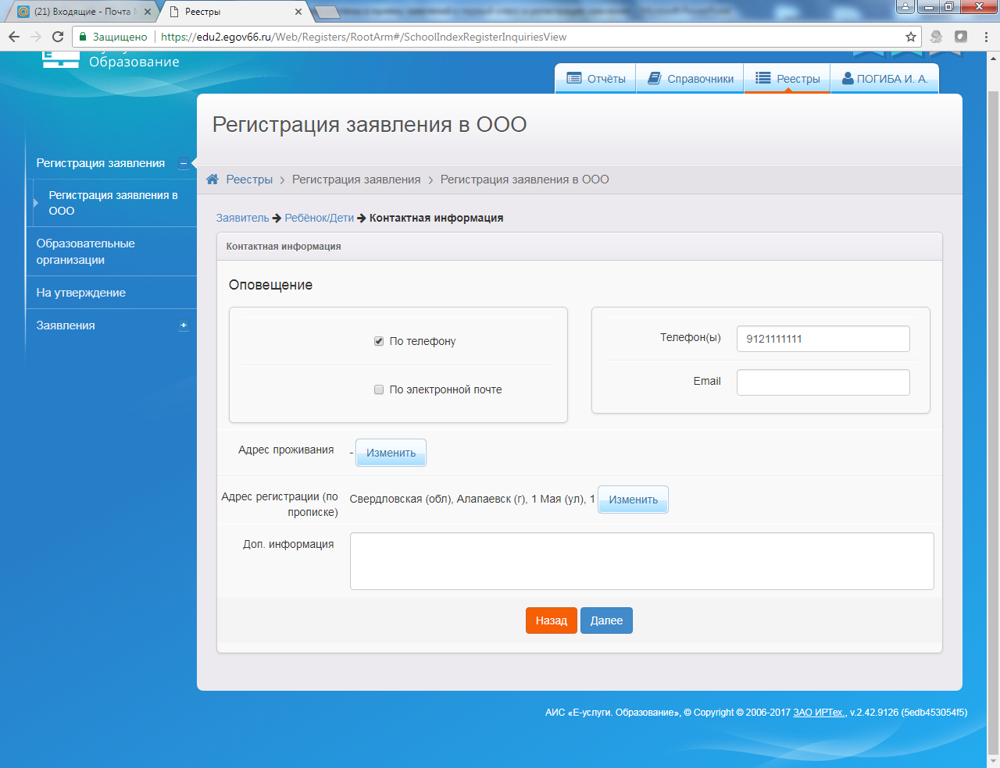 (21) Входящие - Почта
Реестры
Защищено
https://edu2.egov66.ru/Web/Registers/RootArm#/SchoolIndexRegisterInquiriesView
Образование
Отчёты
Справочники
Реестры
ПОГИБА И. А.
Регистрация заявления в ООО
Регистрация заявления
Регистрация заявления в
ООО
Образовательные
организации
На утверждение
Заявления
Реестры > Регистрация заявления > Регистрация заявления в ООО
Заявитель → Ребёнок/Дети → Контактная информация
Контактная информация
Оповещение
По телефону
По электронной почте
Телефон(ы) 9121111111
Email
Адрес проживания - Изменить
Адрес регистрации (по
прописке)
Свердловская (обл), Алапаевск (г), 1 Мая (ул), 1 Изменить
Доп. информация
Назад Далее
АИС «Е-услуги. Образование», © Copyright © 2006-2017 ЗАО ИРТех., v.2.42.9126 (5edb453054f5)